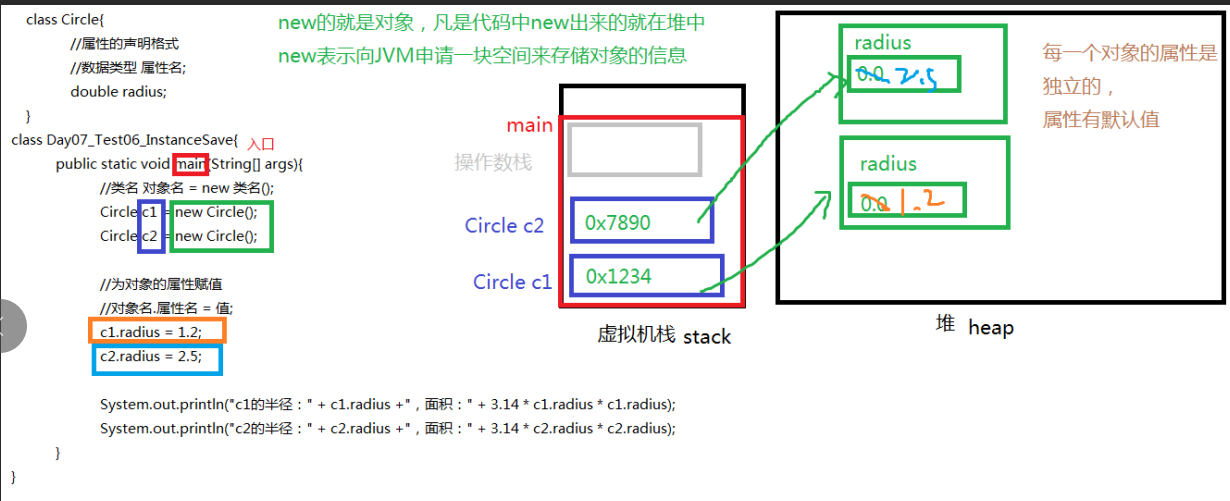 class Circle{
//属性的声明格式
//数据类型 属性名;
double radius;
}
class Day07_Test06_InstanceSave{ 入口
public static void main(String[] args){
//类名 对象名 = new 类名();
Circle c1 = new Circle();
Circle c2 = new Circle();
//为对象的属性赋值
//对象名.属性名 = 值;
c1.radius = 1.2;
c2.radius = 2.5;
System.out.println("c1的半径：" + c1.radius +"，面积：" + 3.14 * c1.radius * c1.radius);
System.out.println("c2的半径：" + c2.radius +"，面积：" + 3.14 * c2.radius * c2.radius);
}
}
new的就是对象，凡是代码中new出来的就在堆中
new表示向JVM申请一块空间来存储对象的信息
main
操作数栈
Circle c2 0x7890
Circle c1 0x1234
虚拟机栈 stack
radius
0.0 2.5
radius
0.0 1.2
堆 heap
每一个对象的属性是
独立的，
属性有默认值